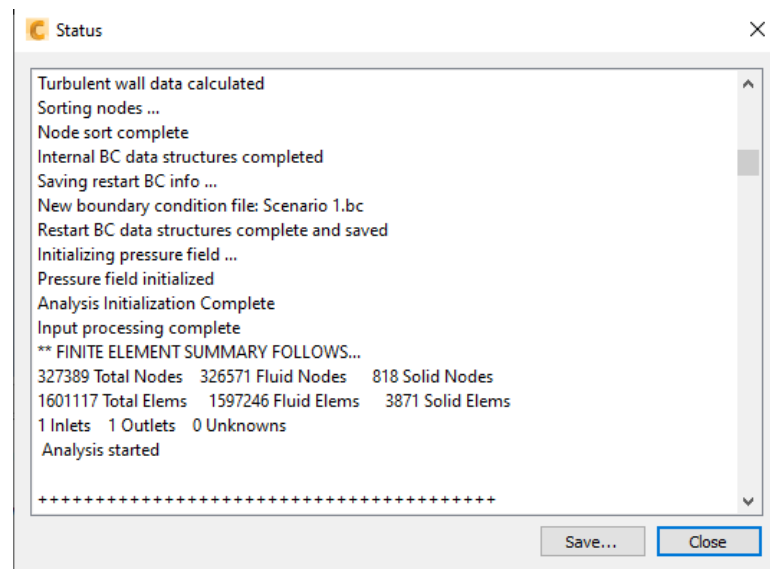 Status
Turbulent wall data calculated
Sorting nodes ...
Node sort complete
Internal BC data structures completed
Saving restart BC info ...
New boundary condition file: Scenario 1.bc
Restart BC data structures complete and saved
Initializing pressure field ...
Pressure field initialized
Analysis Initialization Complete
Input processing complete
** FINITE ELEMENT SUMMARY FOLLOWS...
327389 Total Nodes   326571 Fluid Nodes     818 Solid Nodes
1601117 Total Elems    1597246 Fluid Elems    3871 Solid Elems
1 Inlets   1 Outlets   0 Unknowns
Analysis started
++++++++++++++++++++++++++++++++++++++++
Save... Close